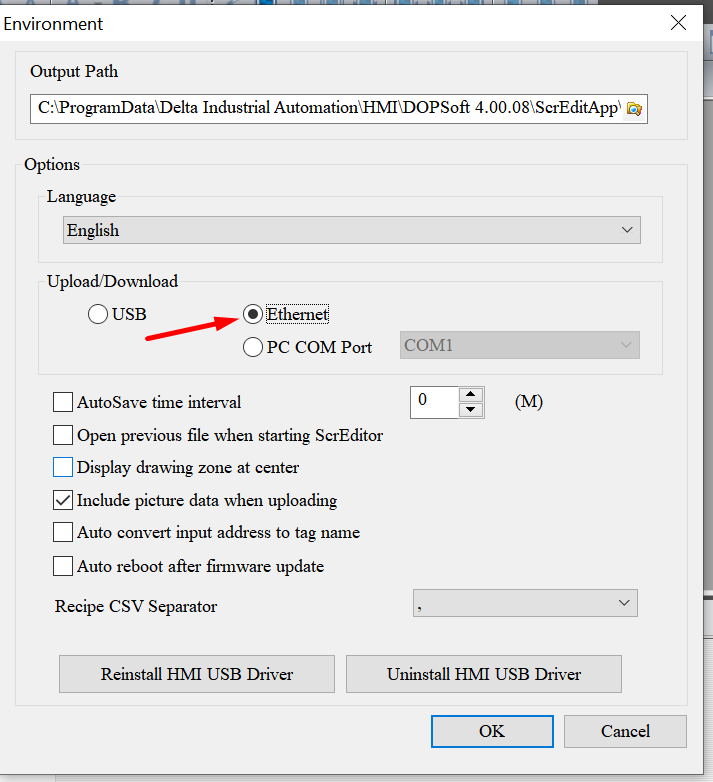 Environment
Output Path
C:\ProgramData\Delta Industrial Automation\HMI\DOPSoft 4.00.08\ScrEditApp\
Options
Language
English
Upload/Download
USB
Ethernet
PC COM Port
COM1
AutoSave time interval
0
(M)
Open previous file when starting ScrEditor
Display drawing zone at center
Include picture data when uploading
Auto convert input address to tag name
Auto reboot after firmware update
Recipe CSV Separator
,
Reinstall HMI USB Driver
Uninstall HMI USB Driver
OK
Cancel